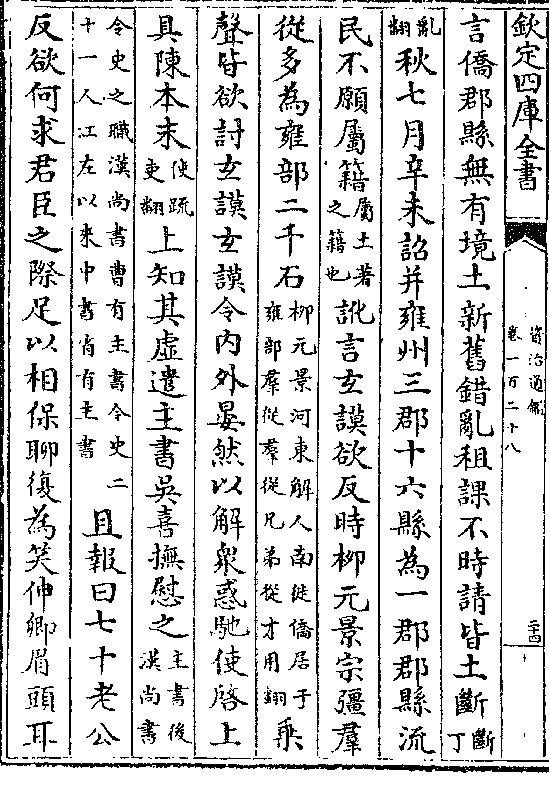 欽定四庫全書
資治通鑑
卷一百二十八
二十四
言僑郡縣無有境土新舊錯亂租課不時請皆土斷斷丁
亂翻秋七月辛未詔并雍州三郡十六縣為一郡郡縣流
民不願屬籍屬土著之籍也訛言玄謨欲反時柳元景宗彊羣
從多為雍部二千石柳元景河東解人南徙僑居于雍部羣從羣從兄弟從才用翻乘
聲皆欲討玄謨玄謨令内外晏然以解衆惑馳使啓上
具陳本末使疏吏翻上知其虚遣主書吳喜撫慰之主書後漢尚書
令史之職漢尚書曹有主書令史二十一人江左以來中書省有主書且報曰七十老公
反欲何求君臣之際足以相保聊復為笑伸卿眉頭耳